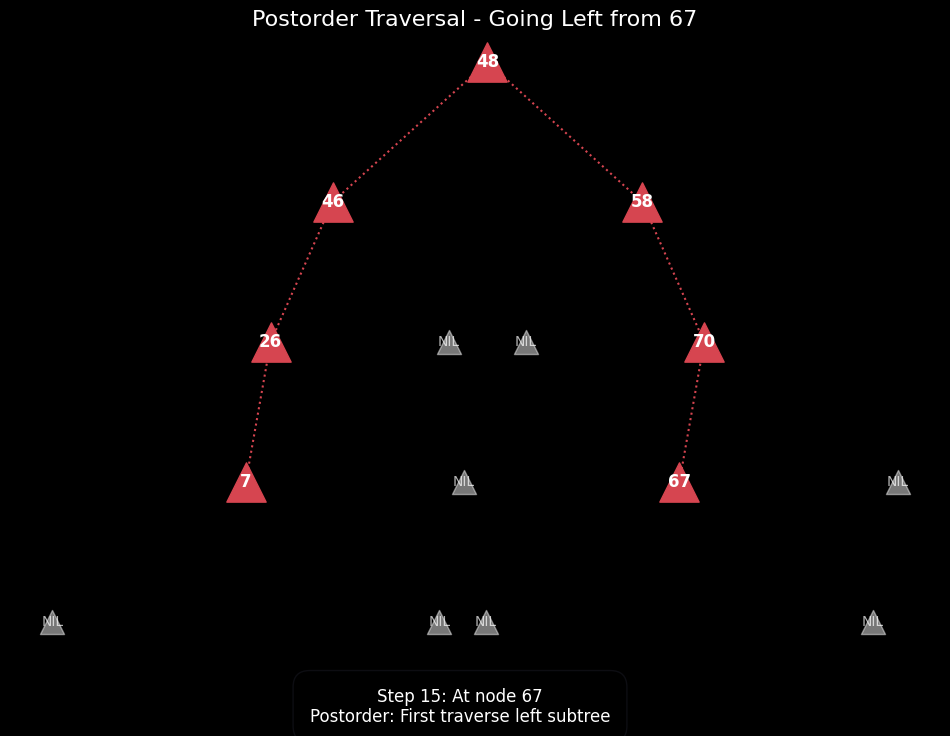 Postorder Traversal - Going Left from 67
48
46
58
26
NIL
NIL
70
7
NIL
67
NIL
NIL
NIL
NIL
NIL
Step 15: At node 67
Postorder: First traverse left subtree